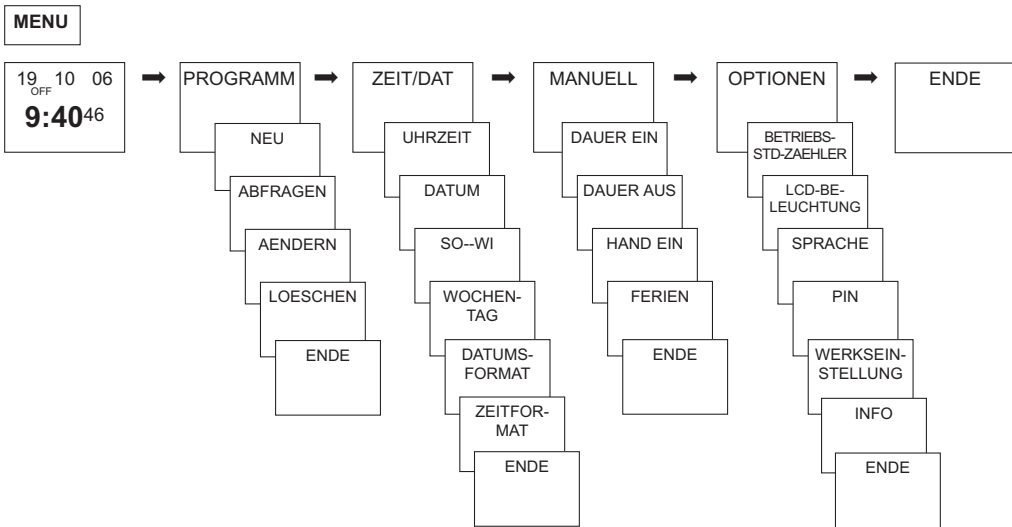 MENU
19 10 06
OFF
9:40 46
PROGRAMM
NEU
ABFRAGEN
AENDERN
LOESCHEN
ENDE
ZEIT/DAT
UHRZEIT
DATUM
SO--WI
WOCHEN-
TAG
DATUMS-
FORMAT
ZEITFOR-
MAT
ENDE
MANUELL
DAUER EIN
DAUER AUS
HAND EIN
FERIEN
ENDE
OPTIONEN
BETRIEBS-
STD-ZAEHLER
LCD-BE-
LEUCHTUNG
SPRACHE
PIN
WERKSEIN-
STELLUNG
INFO
ENDE
ENDE